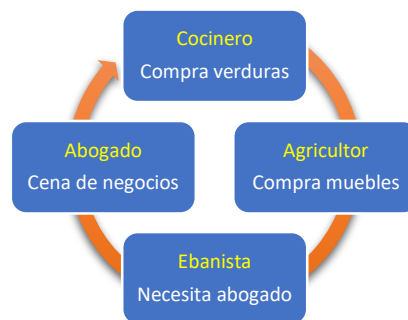 Cocinero
Compra verduras
Abogado
Cena de negocios
Agricultor
Compra muebles
Ebanista
Necesita abogado